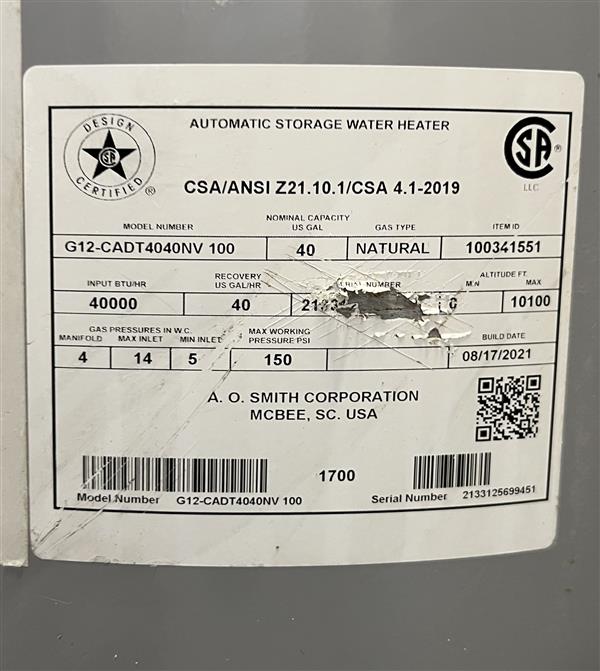 DESIGN CERTIFIED ®
AUTOMATIC STORAGE WATER HEATER
SA ®
LLC
CSA/ANSI Z21.10.1/CSA 4.1-2019
MODEL NUMBER NOMINAL CAPACITY US GAL GAS TYPE ITEM ID
G12-CADT4040NV 100 40 NATURAL 100341551
INPUT BTU/HR RECOVERY US GAL/HR NUMBER ALTITUDE FT. MIN MAX
40000 40 10100
GAS PRESSURES IN W.C. MAX WORKING PRESSURE PSI BUILD DATE
MANIFOLD MAX INLET MIN INLET
4 14 5 150 08/17/2021
A. O. SMITH CORPORATION
MCBEE, SC. USA
1700
Model Number G12-CADT4040NV 100 Serial Number 2133125699451